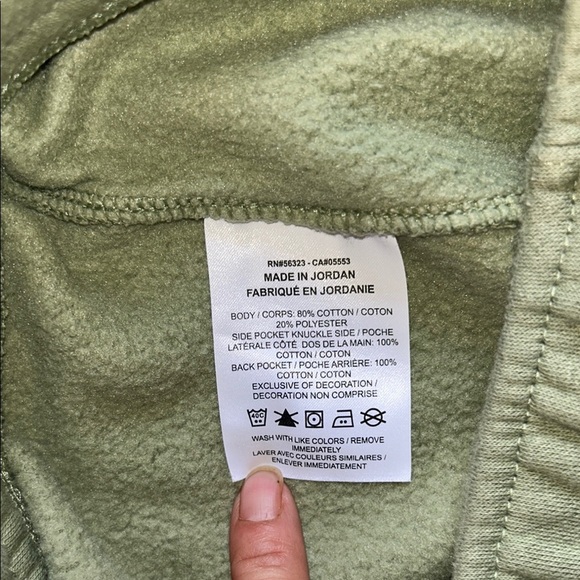 RN#56323 - CA#05553
MADE IN JORDAN
FABRIQUÉ EN JORDANIE
BODY / CORPS: 80% COTTON / COTON
20% POLYESTER
SIDE POCKET KNUCKLE SIDE / POCHE
LATÉRALE CÔTÉ DOS DE LA MAIN: 100%
COTTON / COTON
BACK POCKET / POCHE ARRIÈRE: 100%
COTTON / COTON
EXCLUSIVE OF DECORATION /
DECORATION NON COMPRISE
40C
WASH WITH LIKE COLORS / REMOVE
IMMEDIATELY
LAVER AVEC COULEURS SIMILAIRES /
ENLEVER IMMEDIATEMENT